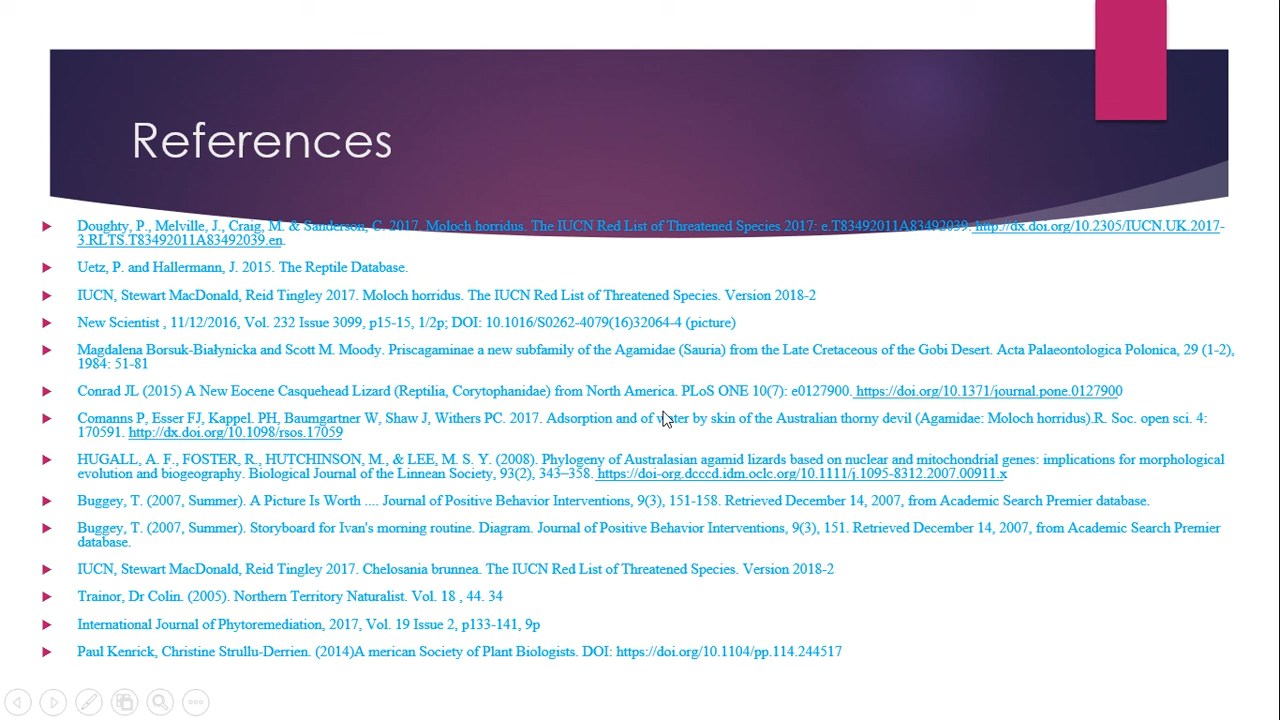 References
Doughty, P., Melville, J., Craig, M. & Sanderson, C. 2017. Moloch horridus. The IUCN Red List of Threatened Species 2017: e.T83492011A83492039. http://dx.doi.org/10.2305/IUCN.UK.2017-
3.RLTS.T83492011A83492039.en.
Uetz, P. and Hallermann, J. 2015. The Reptile Database.
IUCN, Stewart MacDonald, Reid Tingley 2017. Moloch horridus. The IUCN Red List of Threatened Species. Version 2018-2
New Scientist , 11/12/2016, Vol. 232 Issue 3099, p15-15, 1/2p; DOI: 10.1016/S0262-4079(16)32064-4 (picture)
Magdalena Borsuk-Białynicka and Scott M. Moody. Priscagaminae a new subfamily of the Agamidae (Sauria) from the Late Cretaceous of the Gobi Desert. Acta Palaeontologica Polonica, 29 (1-2),
1984: 51-81
Conrad JL (2015) A New Eocene Casquehead Lizard (Reptilia, Corytophanidae) from North America. PLoS ONE 10(7): e0127900. https://doi.org/10.1371/journal.pone.0127900
Comanns P, Esser FJ, Kappel. PH, Baumgartner W, Shaw J, Withers PC. 2017. Adsorption and of water by skin of the Australian thorny devil (Agamidae: Moloch horridus).R. Soc. open sci. 4:
170591. http://dx.doi.org/10.1098/rsos.17059
HUGALL, A. F., FOSTER, R., HUTCHINSON, M., & LEE, M. S. Y. (2008). Phylogeny of Australasian agamid lizards based on nuclear and mitochondrial genes: implications for morphological
evolution and biogeography. Biological Journal of the Linnean Society, 93(2), 343–358. https://doi-org.dcccd.idm.oclc.org/10.1111/j.1095-8312.2007.00911.x
Buggey, T. (2007, Summer). A Picture Is Worth .... Journal of Positive Behavior Interventions, 9(3), 151-158. Retrieved December 14, 2007, from Academic Search Premier database.
Buggey, T. (2007, Summer). Storyboard for Ivan's morning routine. Diagram. Journal of Positive Behavior Interventions, 9(3), 151. Retrieved December 14, 2007, from Academic Search Premier
database.
IUCN, Stewart MacDonald, Reid Tingley 2017. Chelosania brunnea. The IUCN Red List of Threatened Species. Version 2018-2
Trainor, Dr Colin. (2005). Northern Territory Naturalist. Vol. 18 , 44. 34
International Journal of Phytoremediation, 2017, Vol. 19 Issue 2, p133-141, 9p
Paul Kenrick, Christine Strullu-Derrien. (2014)A merican Society of Plant Biologists. DOI: https://doi.org/10.1104/pp.114.244517